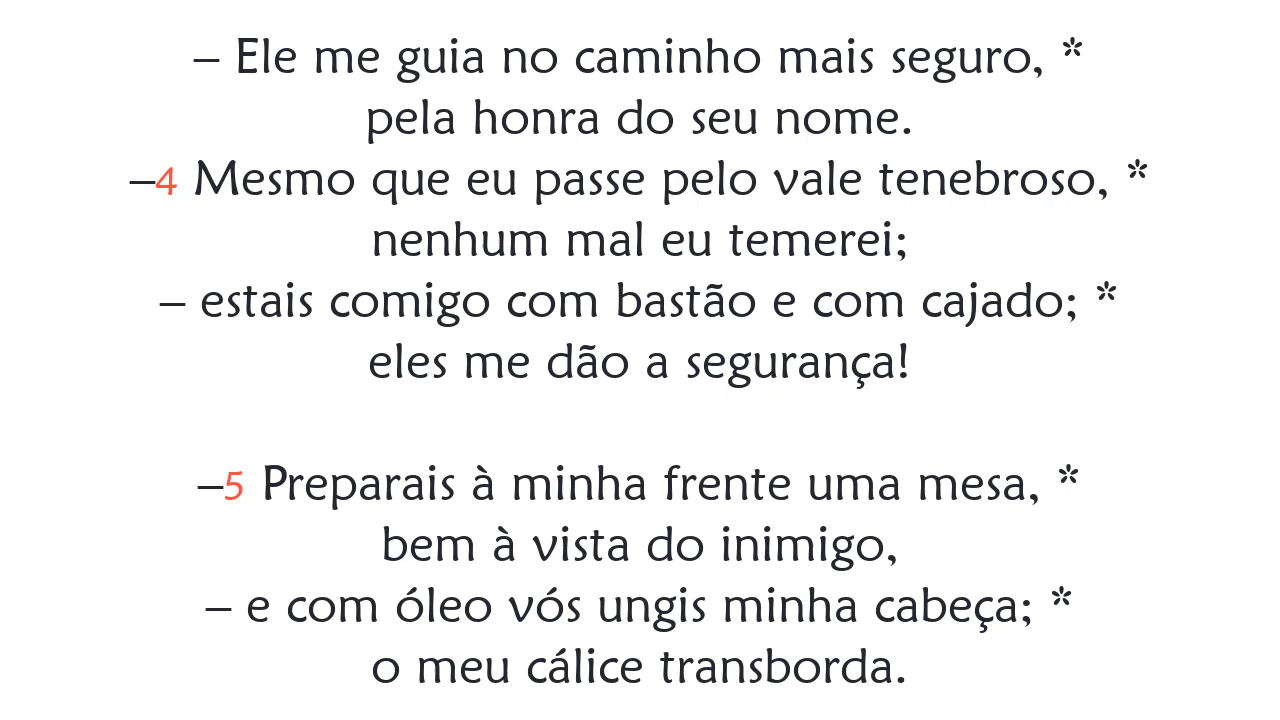 – Ele me guia no caminho mais seguro, *
pela honra do seu nome.
–4 Mesmo que eu passe pelo vale tenebroso, *
nenhum mal eu temerei;
– estais comigo com bastão e com cajado; *
eles me dão a segurança!
–5 Preparais à minha frente uma mesa, *
bem à vista do inimigo,
– e com óleo vós ungis minha cabeça; *
o meu cálice transborda.